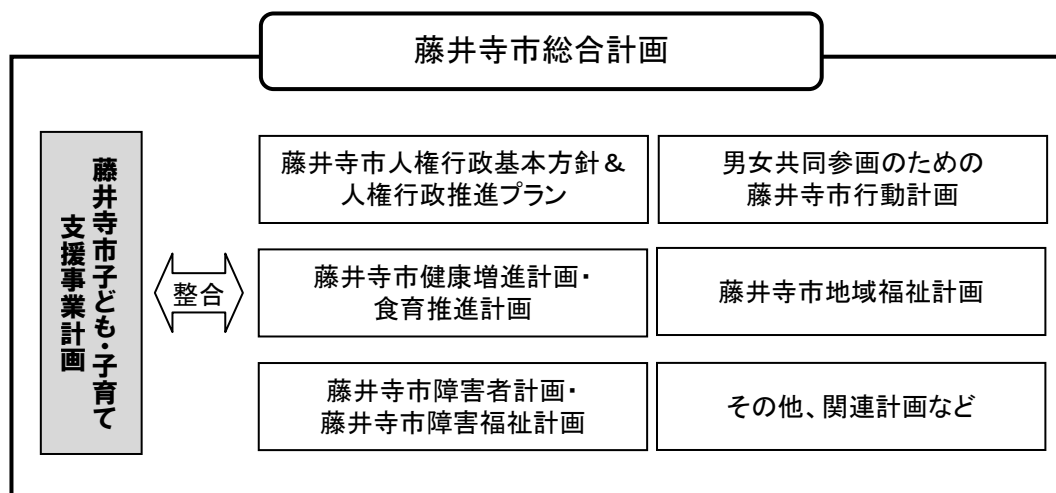 藤井寺市総合計画
藤井寺市子ども・子育て
支援事業計画
整合
藤井寺市人権行政基本方針＆
人権行政推進プラン
男女共同参画のための
藤井寺市行動計画
藤井寺市健康増進計画・
食育推進計画
藤井寺市地域福祉計画
藤井寺市障害者計画・
藤井寺市障害福祉計画
その他、関連計画など